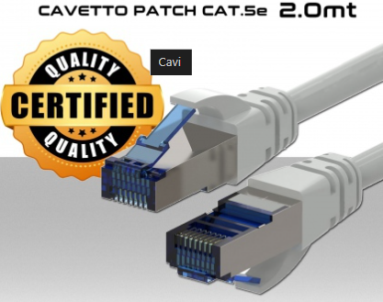 CAVETTO PATCH CAT.5e 2.0mt
Cavi
QUALITY
CERTIFIED
QUALITY